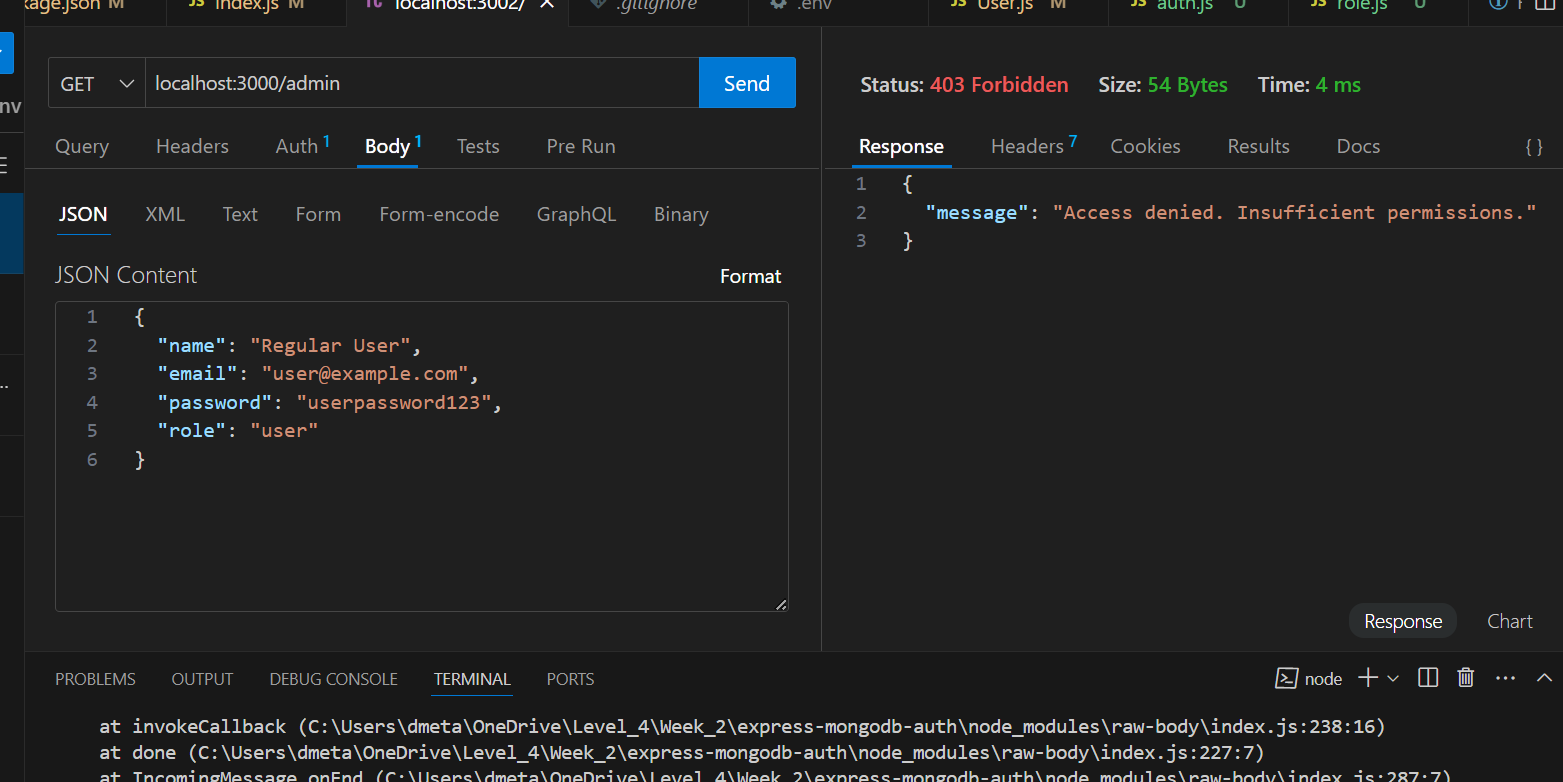 kage.json M
JS index.js M
TC localhost:3002/
.gitignore
.env
JS User.js M
JS auth.js U
JS role.js U
nv
GET
localhost:3000/admin
Send
Query Headers Auth 1 Body 1 Tests Pre Run
JSON XML Text Form Form-encode GraphQL Binary
JSON Content
Format
1 {
2 "name": "Regular User",
3 "email": "user@example.com",
4 "password": "userpassword123",
5 "role": "user"
6 }
Status: 403 Forbidden Size: 54 Bytes Time: 4 ms
Response Headers 7 Cookies Results Docs { }
1 {
2 "message": "Access denied. Insufficient permissions."
3 }
Response Chart
PROBLEMS OUTPUT DEBUG CONSOLE TERMINAL PORTS
node
at invokeCallback (C:\Users\dmeta\OneDrive\Level_4\Week_2\express-mongodb-auth\node_modules\raw-body\index.js:238:16)
at done (C:\Users\dmeta\OneDrive\Level_4\Week_2\express-mongodb-auth\node_modules\raw-body\index.js:227:7)
at IncomingMessage.onEnd (C:\Users\dmeta\OneDrive\Level_4\Week_2\express-mongodb-auth\node_modules\raw-body\index.js:287:7)